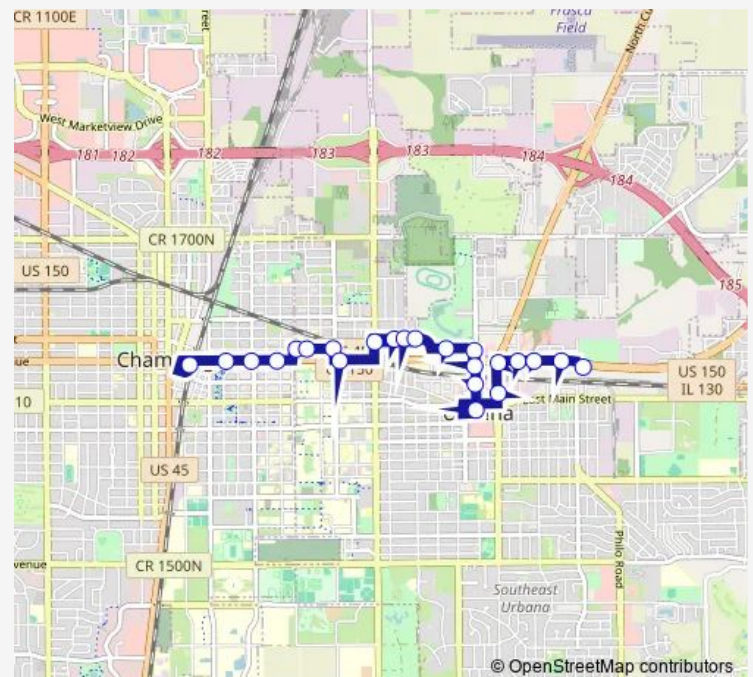 CR 1100E
Street
Frasca
Field
North Cu
West Marketview Drive
181 182
182
183
183
184
184
CR 1700N
US 150
185
Cham
US 150
IL 130
10
East Main Street
US 45
Philo Road
venue
CR 1500N
Southeast
Urbana
© OpenStreetMap contributors